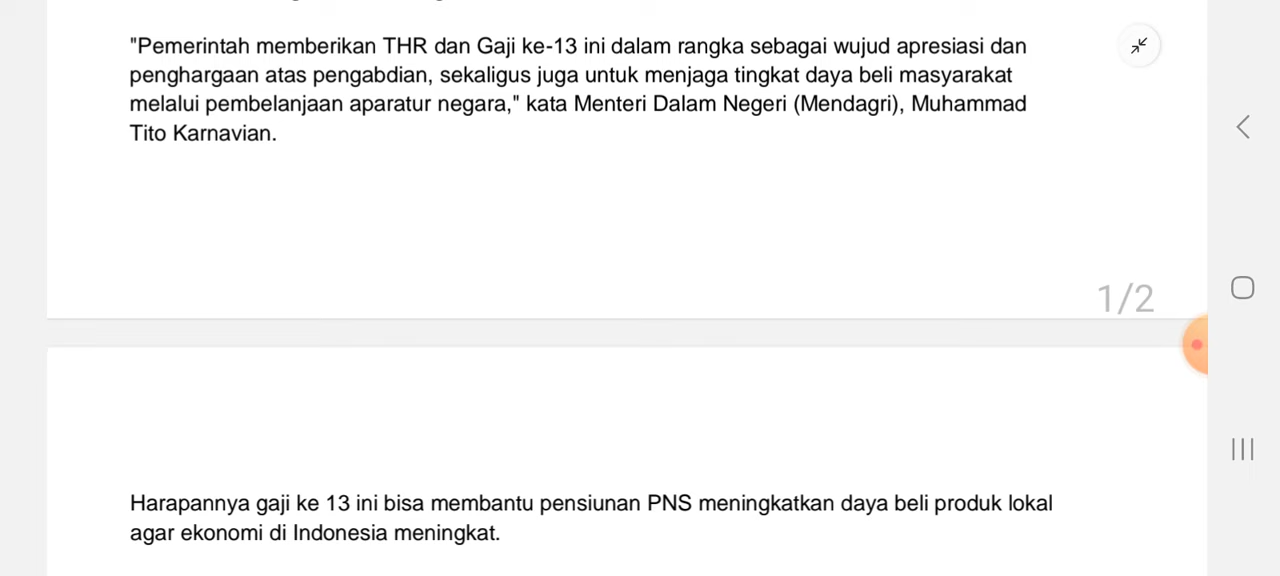 "Pemerintah memberikan THR dan Gaji ke-13 ini dalam rangka sebagai wujud apresiasi dan
penghargaan atas pengabdian, sekaligus juga untuk menjaga tingkat daya beli masyarakat
melalui pembelanjaan aparatur negara," kata Menteri Dalam Negeri (Mendagri), Muhammad
Tito Karnavian.
1/2
Harapannya gaji ke 13 ini bisa membantu pensiunan PNS meningkatkan daya beli produk lokal
agar ekonomi di Indonesia meningkat.